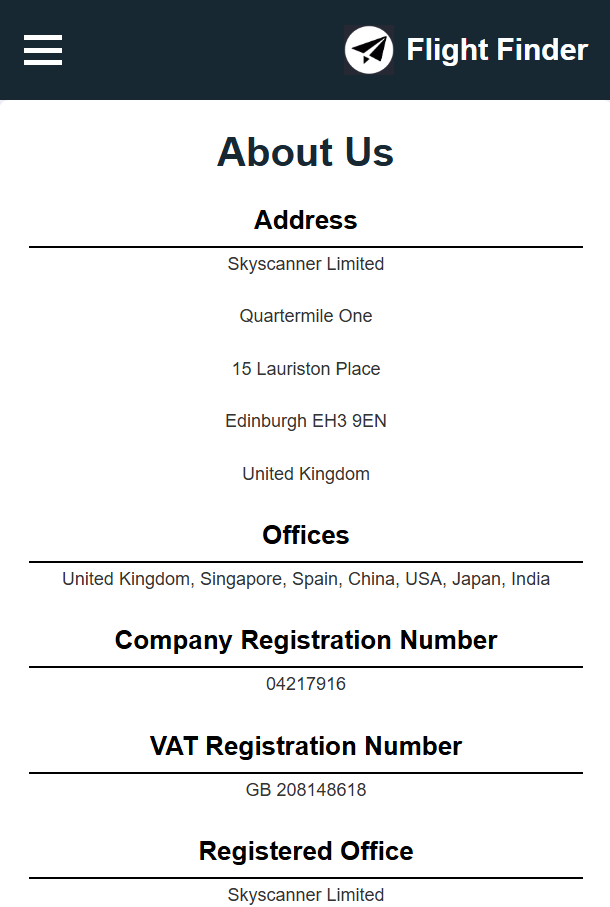 Flight Finder
About Us
Address
Skyscanner Limited
Quartermile One
15 Lauriston Place
Edinburgh EH3 9EN
United Kingdom
Offices
United Kingdom, Singapore, Spain, China, USA, Japan, India
Company Registration Number
04217916
VAT Registration Number
GB 208148618
Registered Office
Skyscanner Limited